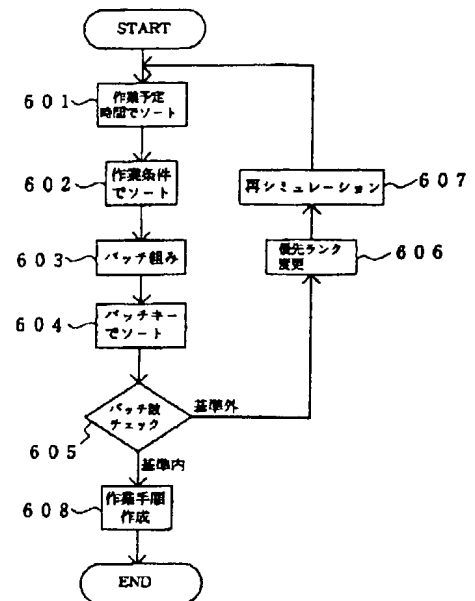 START
601
作業予定
時間でソート
602
作業条件
でソート
603
バッチ組み
604
バッチキー
でソート
605
バッチ数
チェック
基準外
基準内
606
優先ランク
変更
607
再シミュレーション
608
作業手順
作成
END